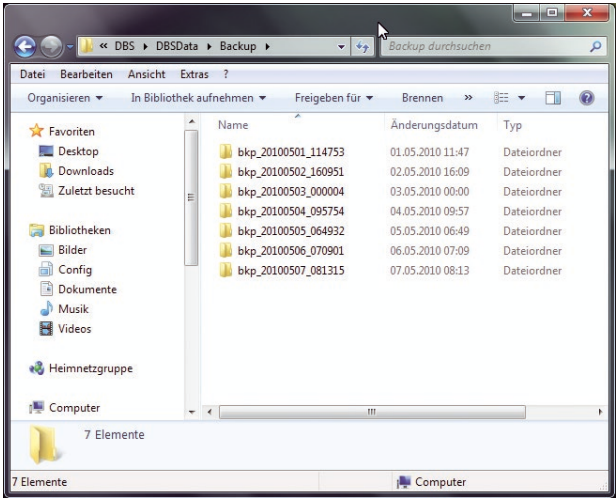 « DBS ▸ DBSData ▸ Backup ▸ Backup durchsuchen
Datei Bearbeiten Ansicht Extras ?
Organisieren ▾ In Bibliothek aufnehmen ▾ Freigeben für ▾ Brennen »
Name Änderungsdatum Typ
bkp_20100501_114753 01.05.2010 11:47 Dateiordner
bkp_20100502_160951 02.05.2010 16:09 Dateiordner
bkp_20100503_000004 03.05.2010 00:00 Dateiordner
bkp_20100504_095754 04.05.2010 09:57 Dateiordner
bkp_20100505_064932 05.05.2010 06:49 Dateiordner
bkp_20100506_070901 06.05.2010 07:09 Dateiordner
bkp_20100507_081315 07.05.2010 08:13 Dateiordner
Favoriten
Desktop
Downloads
Zuletzt besucht
Bibliotheken
Bilder
Config
Dokumente
Musik
Videos
Heimnetzgruppe
Computer
7 Elemente
7 Elemente Computer